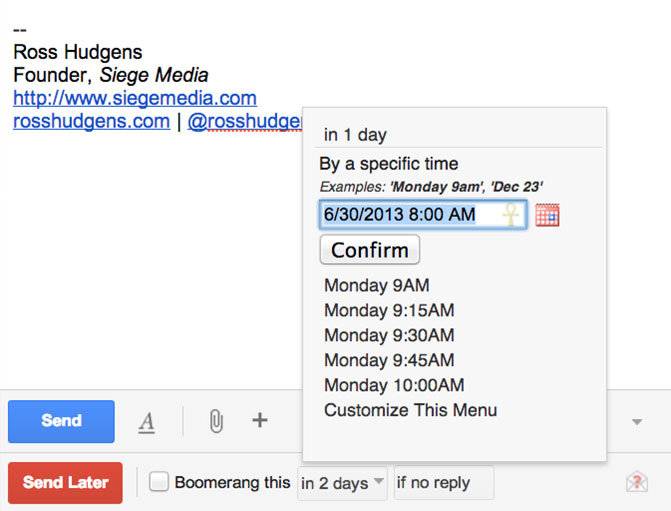 --
Ross Hudgens
Founder, Siege Media
http://www.siegemedia.com
rosshudgens.com | @rosshudger
in 1 day
By a specific time
Examples: 'Monday 9am', 'Dec 23'
6/30/2013 8:00 AM
Confirm
Monday 9AM
Monday 9:15AM
Monday 9:30AM
Monday 9:45AM
Monday 10:00AM
Customize This Menu
Send A +
Send Later Boomerang this in 2 days if no reply